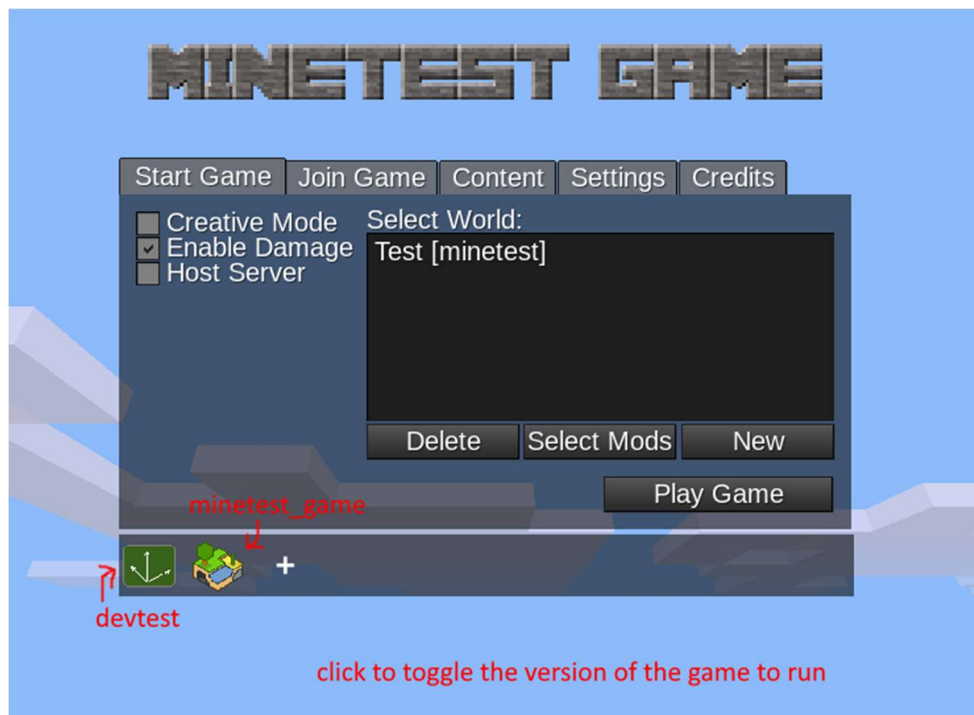 MINETEST GAME
Start Game Join Game Content Settings Credits
Creative Mode
Enable Damage
Host Server
Select World:
Test [minetest]
Delete Select Mods New
Play Game
minetest_game
+
devtest
click to toggle the version of the game to run